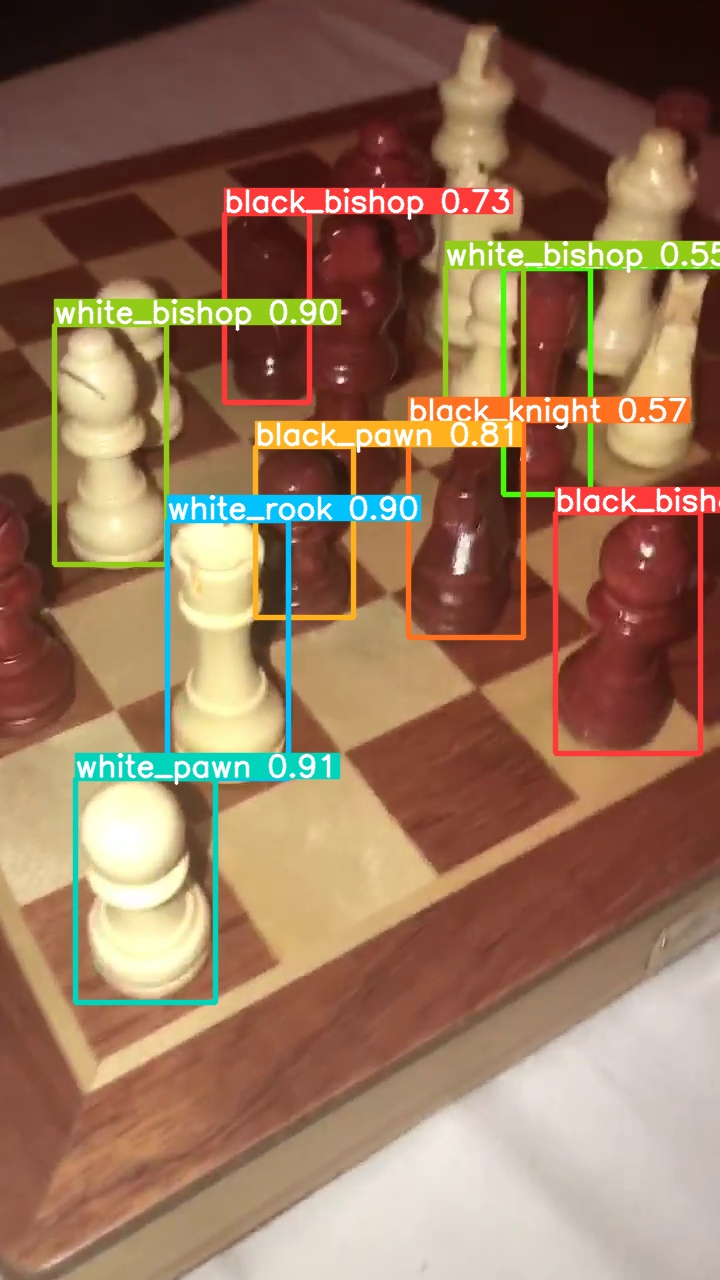 black_bishop 0.73
white_bishop 0.55
white_bishop 0.90
black_knight 0.57
black_pawn 0.81
white_rook 0.90
black_bish
white_pawn 0.91